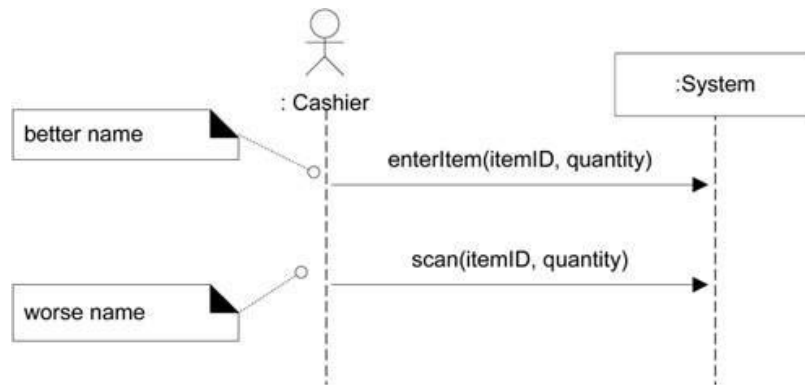 : Cashier
:System
better name
enterItem(itemID, quantity)
scan(itemID, quantity)
worse name